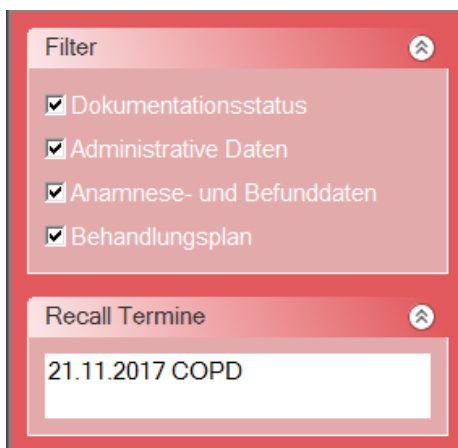 Filter
Dokumentationsstatus
Administrative Daten
Anamnese- und Befunddaten
Behandlungsplan
Recall Termine
21.11.2017 COPD